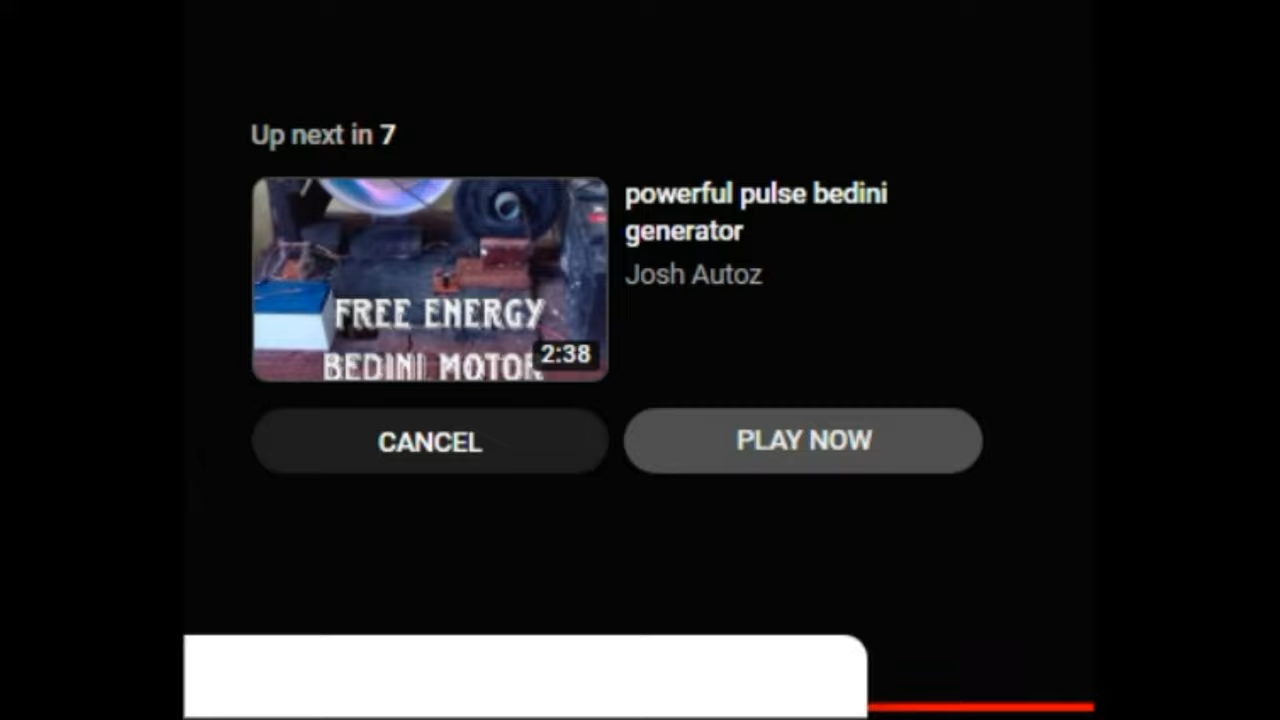 Up next in 7
powerful pulse bedini
generator
Josh Autoz
FREE ENERGY
BEDINI MOTOR
2:38
CANCEL
PLAY NOW